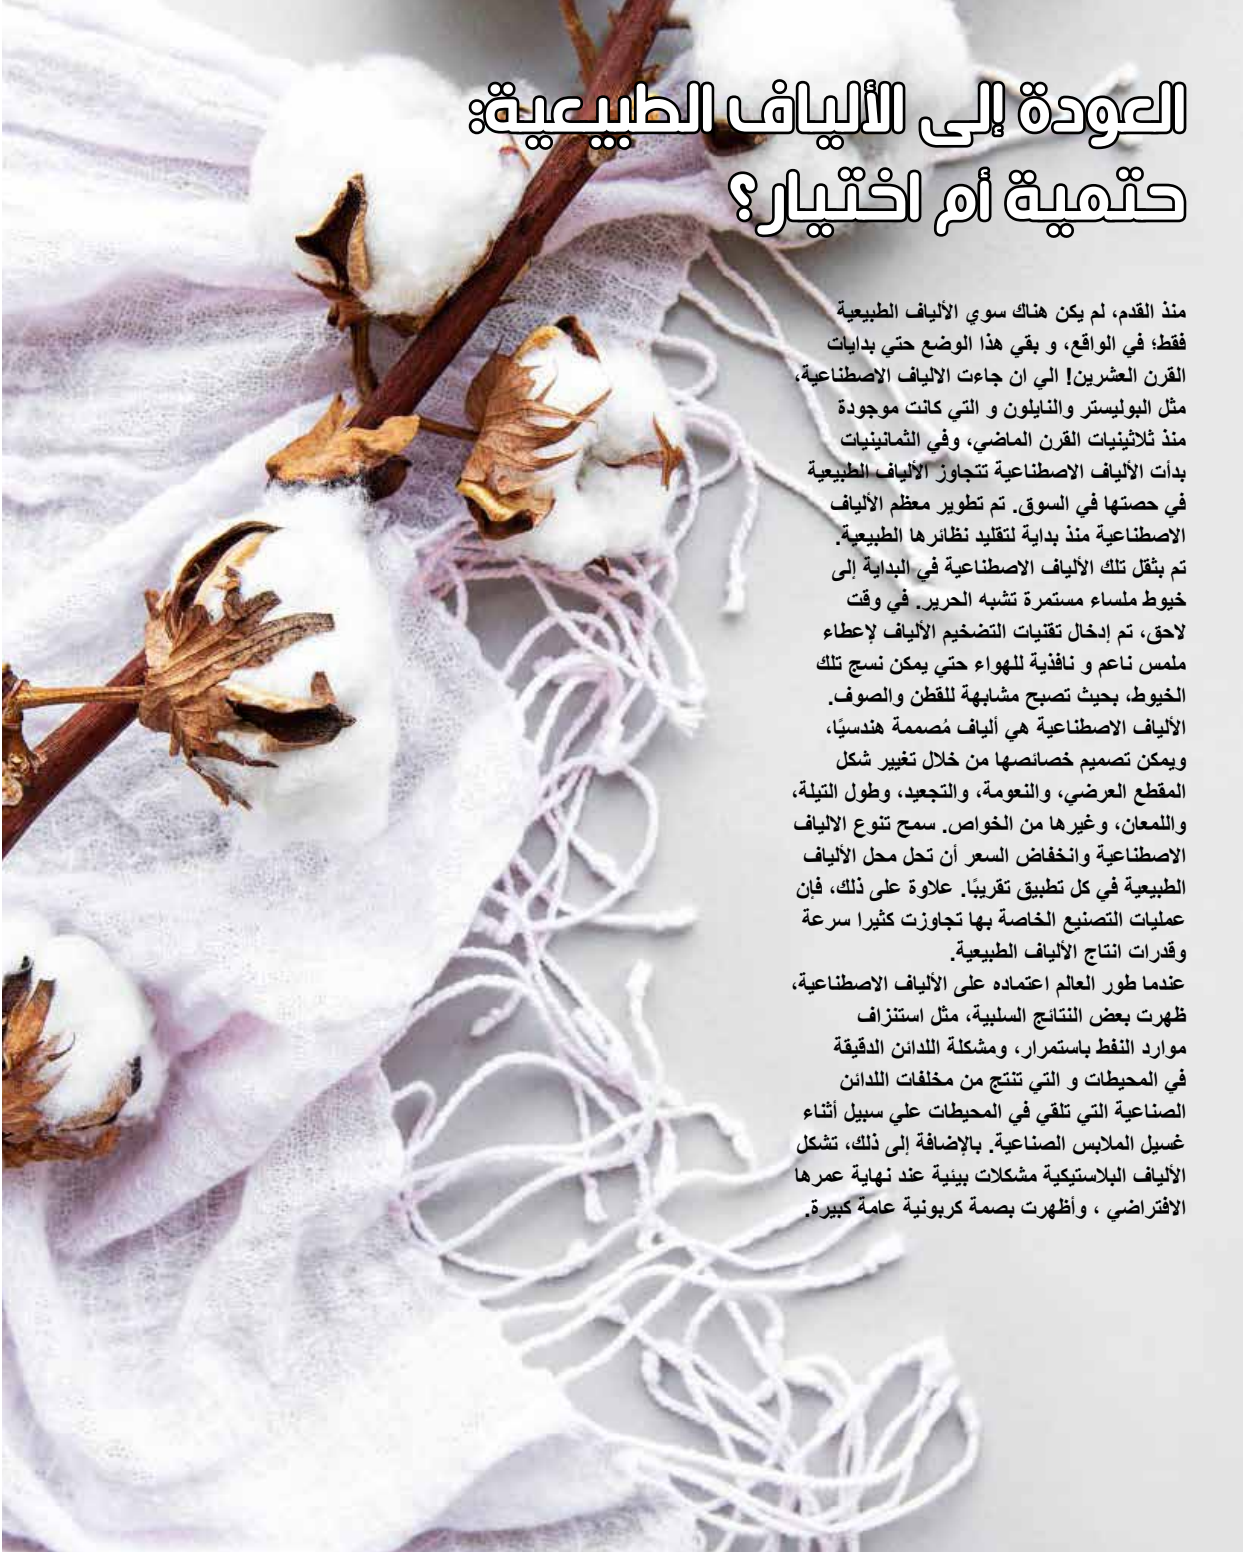 العودة إلى الألياف الطبيعية:
حتمية أم اختيار؟
منذ القدم، لم يكن هناك سوي الألياف الطبيعية
فقط؛ في الواقع، و بقي هذا الوضع حتي بدايات
القرن العشرين! الي ان جاءت الالياف الاصطناعية،
مثل البوليستر والنايلون و التي كانت موجودة
منذ ثلاثينيات القرن الماضي، وفي الثمانينيات
بدأت الألياف الاصطناعية تتجاوز الألياف الطبيعية
في حصتها في السوق. تم تطوير معظم الألياف
الاصطناعية منذ بداية لتقليد نظائرها الطبيعية.
تم بثقل تلك الألياف الاصطناعية في البداية إلى
خيوط ملساء مستمرة تشبه الحرير. في وقت
لاحق، تم إدخال تقنيات التضخيم الألياف لإعطاء
ملمس ناعم و نافذية للهواء حتي يمكن نسج تلك
الخيوط، بحيث تصبح مشابهة للقطن والصوف.
الألياف الاصطناعية هي ألياف مُصممة هندسيًا،
ويمكن تصميم خصائصها من خلال تغيير شكل
المقطع العرضي، والنعومة، والتجعيد، وطول التيلة،
واللمعان، وغيرها من الخواص. سمح تنوع الالياف
الاصطناعية وانخفاض السعر أن تحل محل الألياف
الطبيعية في كل تطبيق تقريبًا. علاوة على ذلك، فإن
عمليات التصنيع الخاصة بها تجاوزت كثيرا سرعة
وقدرات انتاج الألياف الطبيعية.
عندما طور العالم اعتماده على الألياف الاصطناعية،
ظهرت بعض النتائج السلبية، مثل استنزاف
موارد النفط باستمرار، ومشكلة اللدائن الدقيقة
في المحيطات و التي تنتج من مخلفات اللدائن
الصناعية التي تلقي في المحيطات علي سبيل أثناء
غسيل الملابس الصناعية. بالإضافة إلى ذلك، تشكل
الألياف البلاستيكية مشكلات بيئية عند نهاية عمرها
الافتراضي ، وأظهرت بصمة كربونية عامة كبيرة.